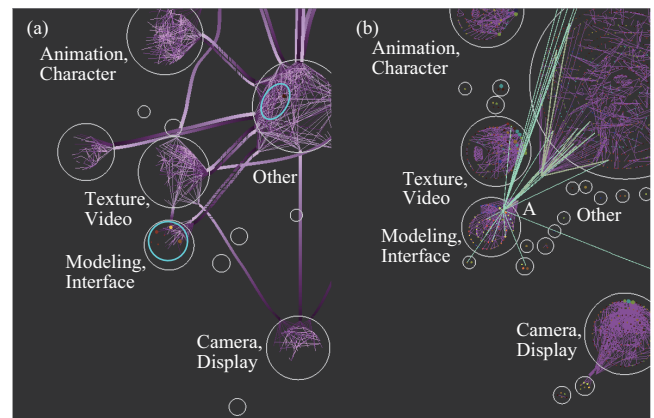 (a)
Animation,
Character
Texture,
Video
Other
Modeling,
Interface
Camera,
Display
(b)
Animation,
Character
Texture,
Video
A
Other
Modeling,
Interface
Camera,
Display